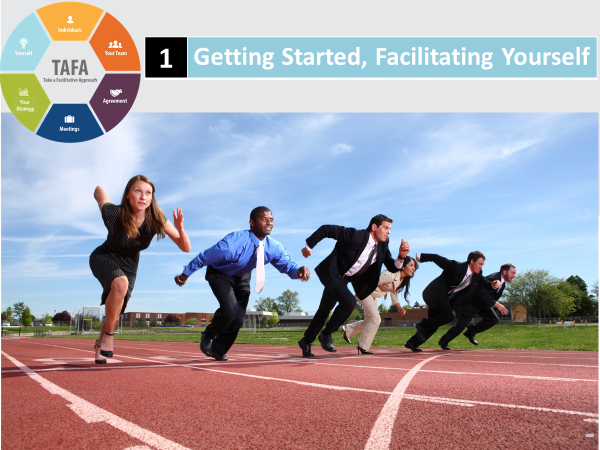 Individuals
Yourself
Your Team
TAFA
Take a Facilitative Approach
Your
Strategy
Agreement
Meetings
1
Getting Started, Facilitating Yourself